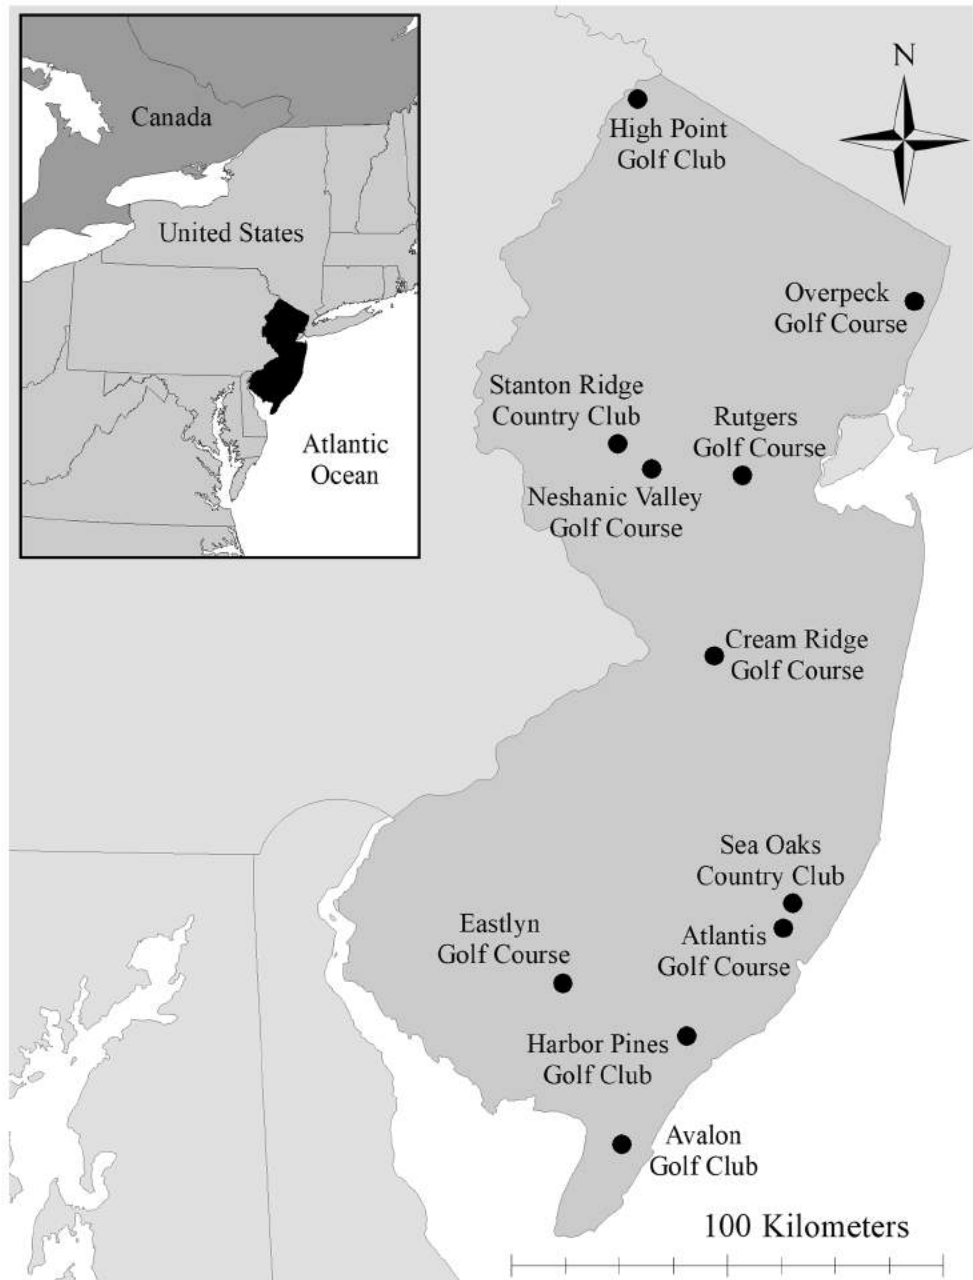 Canada
United States
Atlantic
Ocean
N
High Point
Golf Club
Overpeck
Golf Course
Stanton Ridge
Country Club
Rutgers
Golf Course
Neshanic Valley
Golf Course
Cream Ridge
Golf Course
Sea Oaks
Country Club
Eastlyn
Golf Course
Atlantis
Golf Course
Harbor Pines
Golf Club
Avalon
Golf Club
100 Kilometers